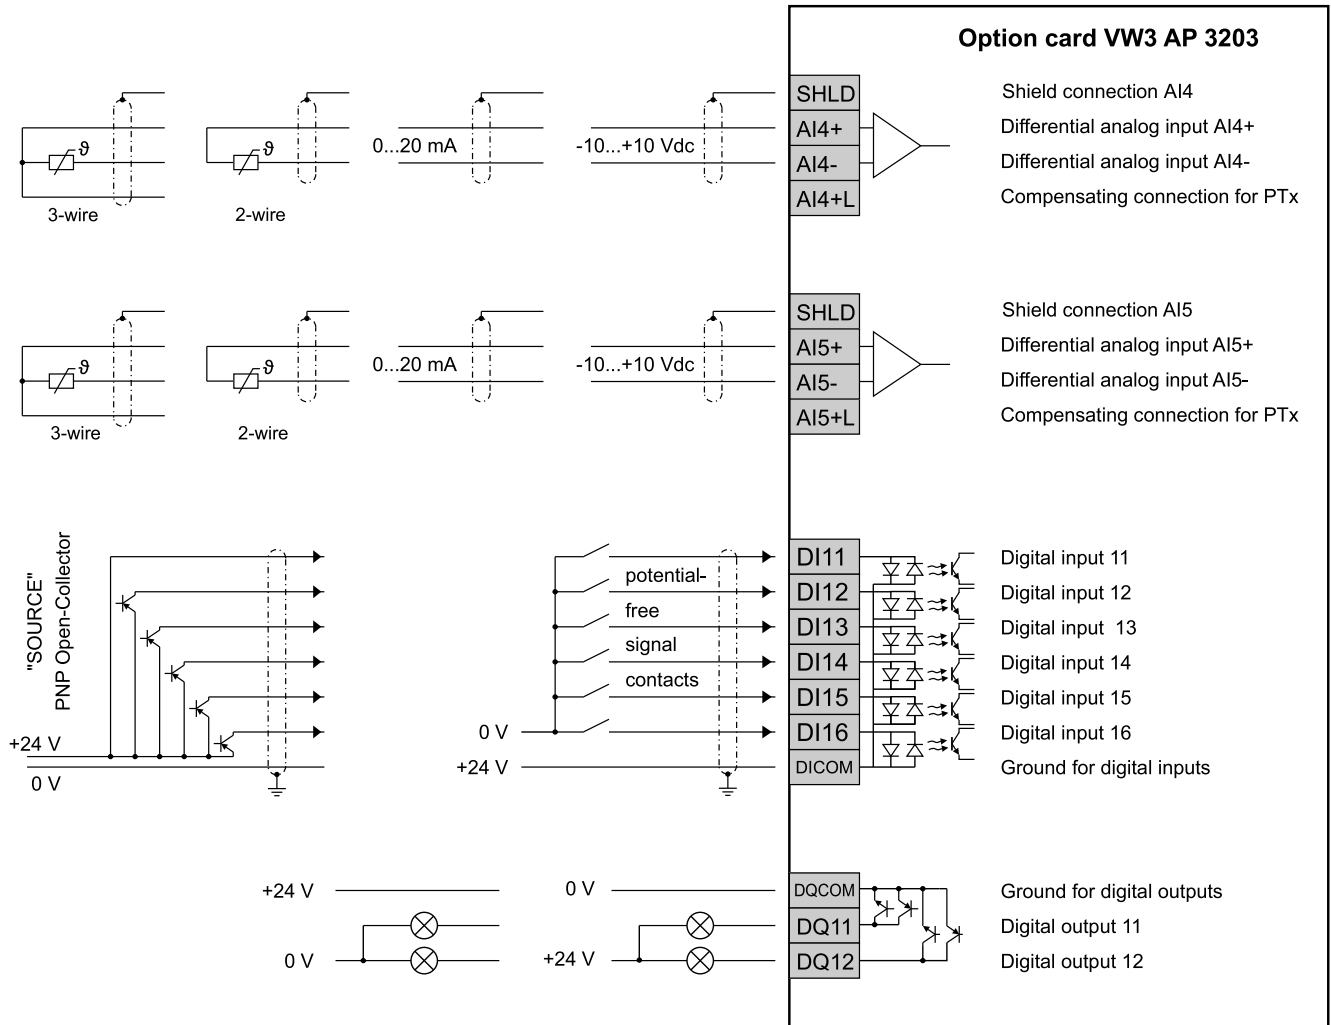 Option card VW3 AP 3203
SHLD
Shield connection AI4
ϑ
ϑ
0...20 mA
-10...+10 Vdc
AI4+
Differential analog input AI4+
AI4-
Differential analog input AI4-
AI4+L
Compensating connection for PTx
3-wire
2-wire
SHLD
Shield connection AI5
ϑ
ϑ
0...20 mA
-10...+10 Vdc
AI5+
Differential analog input AI5+
AI5-
Differential analog input AI5-
AI5+L
Compensating connection for PTx
3-wire
2-wire
"SOURCE"
PNP Open-Collector
+24 V
0 V
potential-
free
signal
contacts
0 V
+24 V
DI11
Digital input 11
DI12
Digital input 12
DI13
Digital input 13
DI14
Digital input 14
DI15
Digital input 15
DI16
Digital input 16
DICOM
Ground for digital inputs
+24 V
0 V
DQCOM
Ground for digital outputs
DQ11
Digital output 11
0 V
+24 V
DQ12
Digital output 12